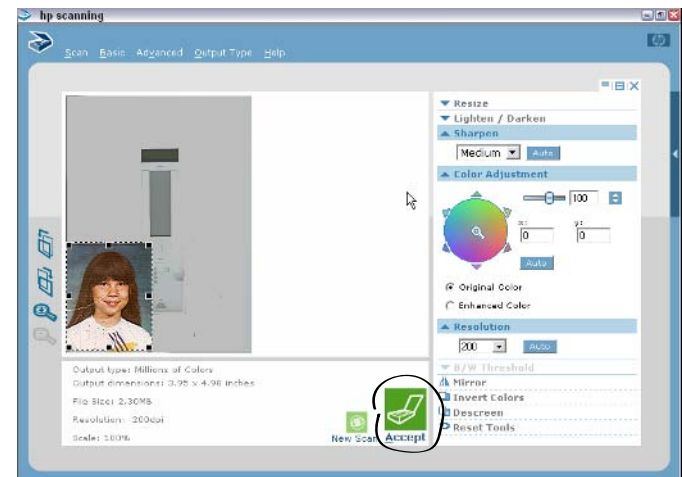 hp scanning
Scan Basic Advanced Output Type Help
Resize
Lighten / Darken
Sharpen
Medium Auto
Color Adjustment
100
x: y:
0 0
Auto
Original Color
Enhanced Color
Resolution
200 Auto
B/W Threshold
Mirror
Invert Colors
Descreen
Reset Tools
Output type: Millions of Colors
Output dimensions: 3.95 x 4.98 inches
File Size: 2.30MB
Resolution: 200dpi
Scale: 100%
New Scan Accept